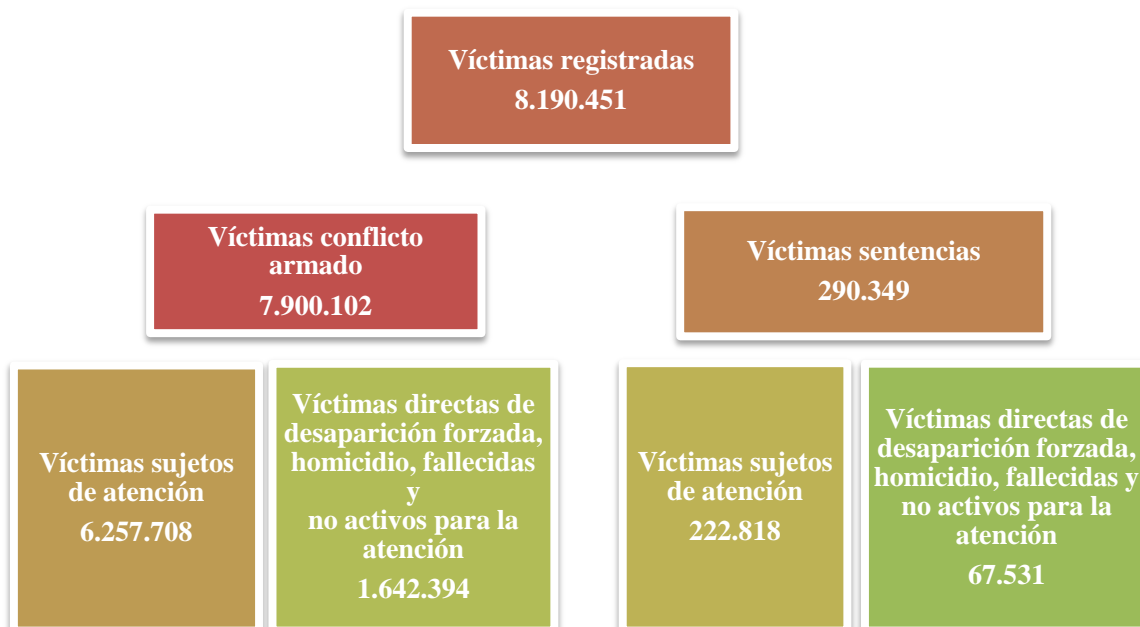 Víctimas registradas
8.190.451
Víctimas conflicto
armado
7.900.102
Víctimas sentencias
290.349
Víctimas sujetos
de atención
6.257.708
Víctimas directas de
desaparición forzada,
homicidio, fallecidas
y
no activos para la
atención
1.642.394
Víctimas sujetos
de atención
222.818
Víctimas directas de
desaparición forzada,
homicidio, fallecidas y
no activos para la
atención
67.531